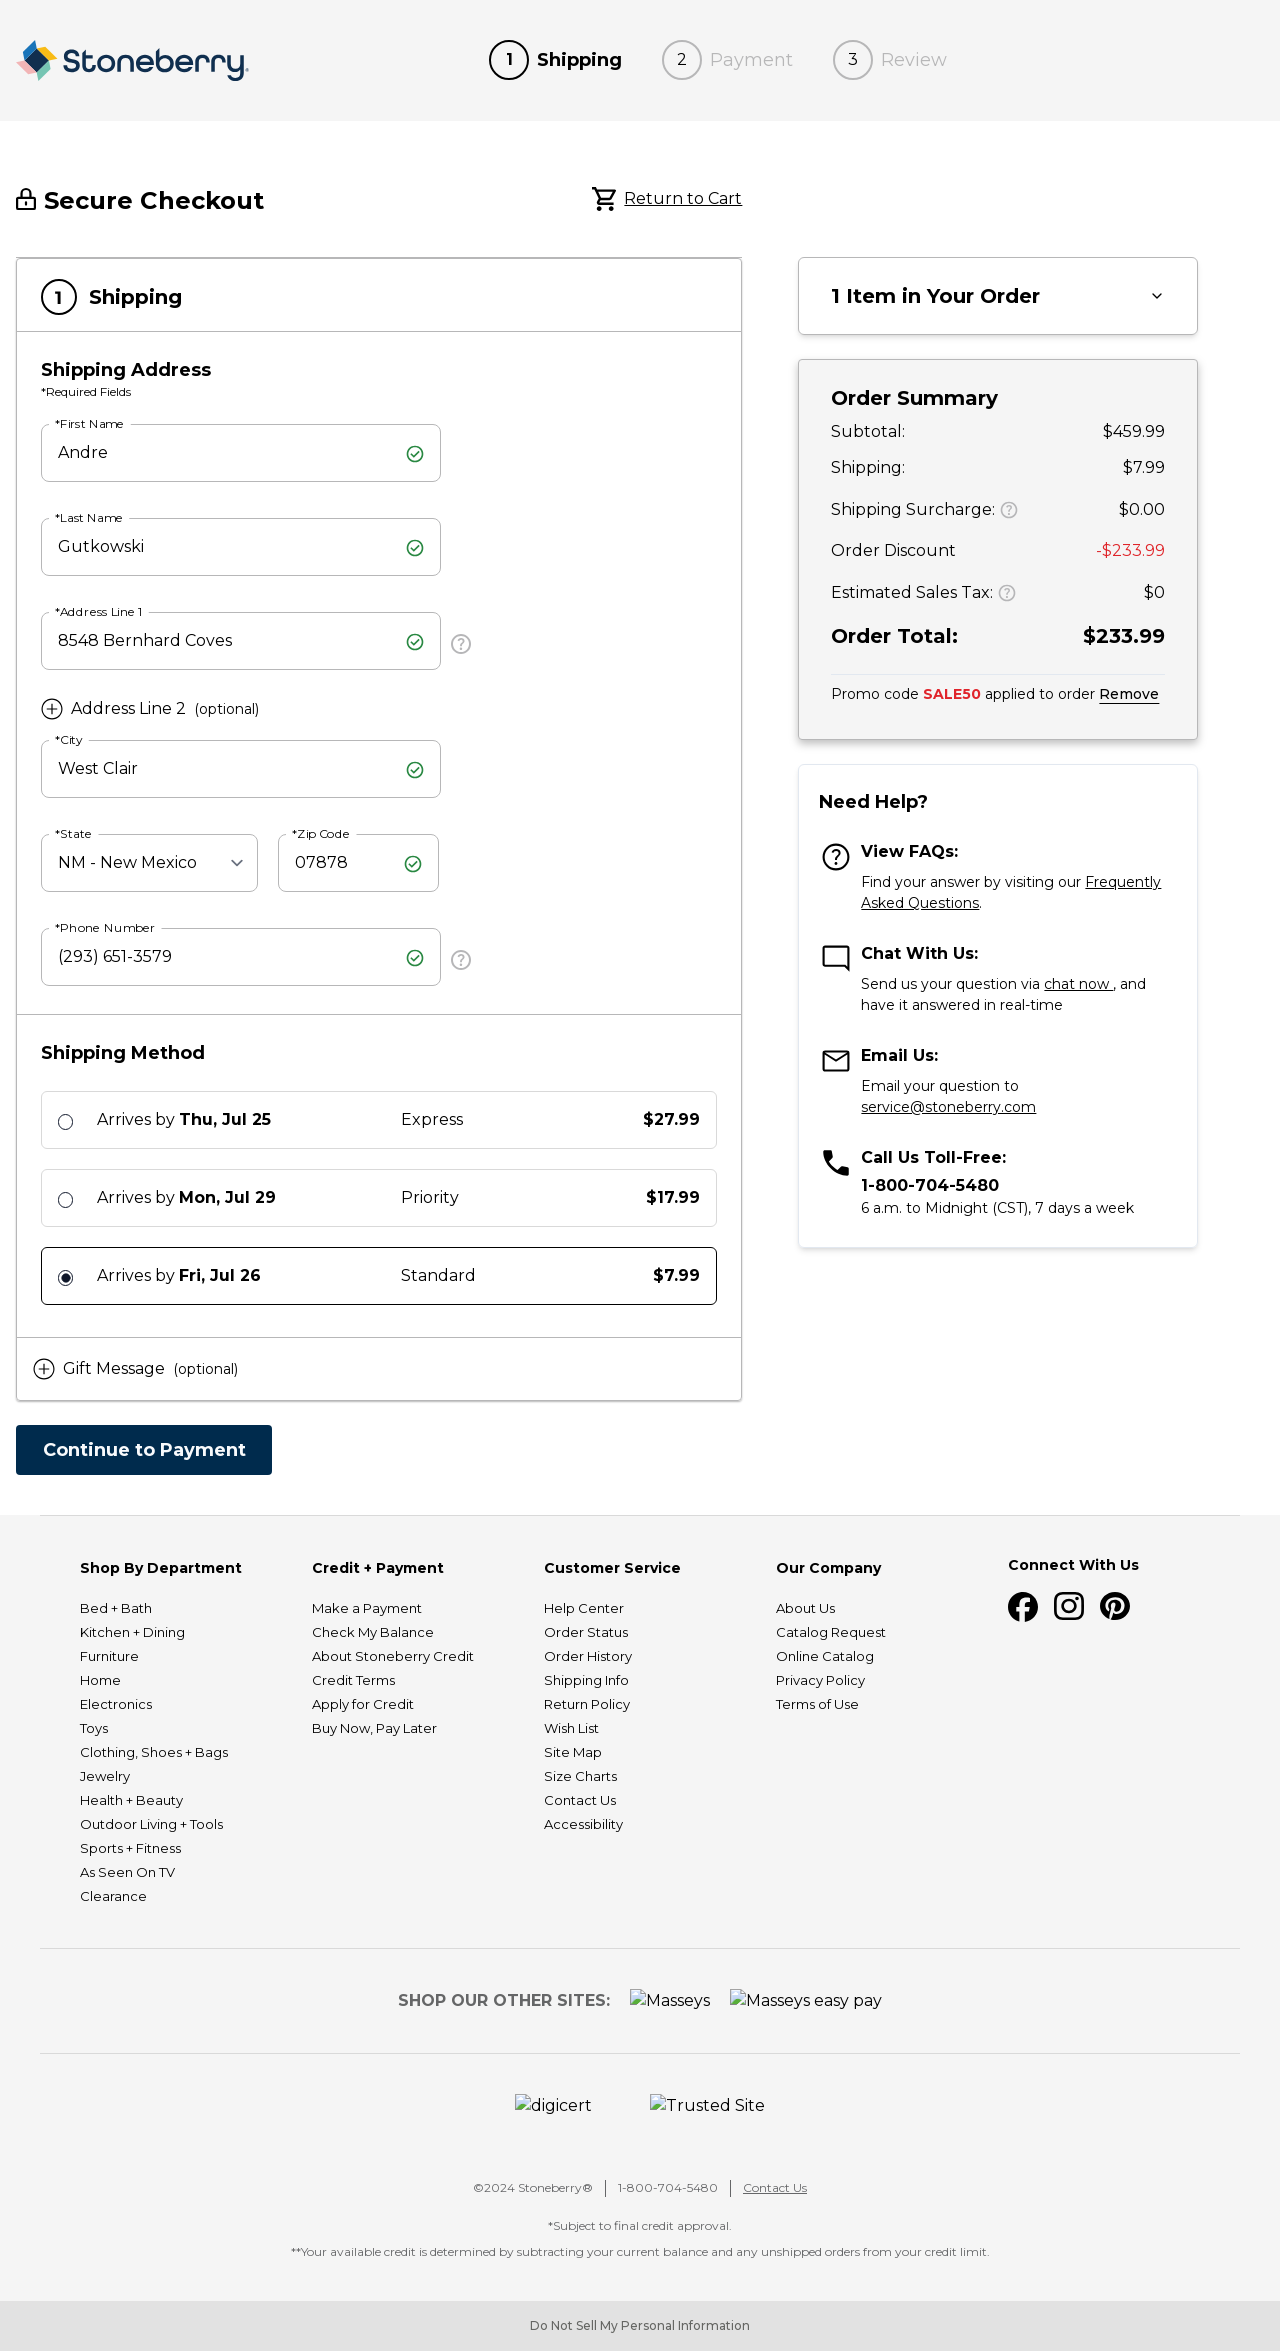 Stoneberry
1 Shipping
2 Payment
3 Review
Secure Checkout
Return to Cart
1 Shipping
Shipping Address
*Required Fields
*First Name
Andre
*Last Name
Gutkowski
*Address Line 1
8548 Bernhard Coves
Address Line 2 (optional)
*City
West Clair
*State
NM - New Mexico
*Zip Code
07878
*Phone Number
(293) 651-3579
Shipping Method
Arrives by Thu, Jul 25 Express $27.99
Arrives by Mon, Jul 29 Priority $17.99
Arrives by Fri, Jul 26 Standard $7.99
Gift Message (optional)
Continue to Payment
1 Item in Your Order
Order Summary
Subtotal: $459.99
Shipping: $7.99
Shipping Surcharge: ? $0.00
Order Discount -$233.99
Estimated Sales Tax: ? $0
Order Total: $233.99
Promo code SALE50 applied to order Remove
Need Help?
View FAQs:
Find your answer by visiting our Frequently
Asked Questions.
Chat With Us:
Send us your question via chat now , and
have it answered in real-time
Email Us:
Email your question to
service@stoneberry.com
Call Us Toll-Free:
1-800-704-5480
6 a.m. to Midnight (CST), 7 days a week
Shop By Department
Bed + Bath
Kitchen + Dining
Furniture
Home
Electronics
Toys
Clothing, Shoes + Bags
Jewelry
Health + Beauty
Outdoor Living + Tools
Sports + Fitness
As Seen On TV
Clearance
Credit + Payment
Make a Payment
Check My Balance
About Stoneberry Credit
Credit Terms
Apply for Credit
Buy Now, Pay Later
Customer Service
Help Center
Order Status
Order History
Shipping Info
Return Policy
Wish List
Site Map
Size Charts
Contact Us
Accessibility
Our Company
About Us
Catalog Request
Online Catalog
Privacy Policy
Terms of Use
Connect With Us
SHOP OUR OTHER SITES: Masseys Masseys easy pay
digicert Trusted Site
©2024 Stoneberry® 1-800-704-5480 Contact Us
*Subject to final credit approval.
**Your available credit is determined by subtracting your current balance and any unshipped orders from your credit limit.
Do Not Sell My Personal Information